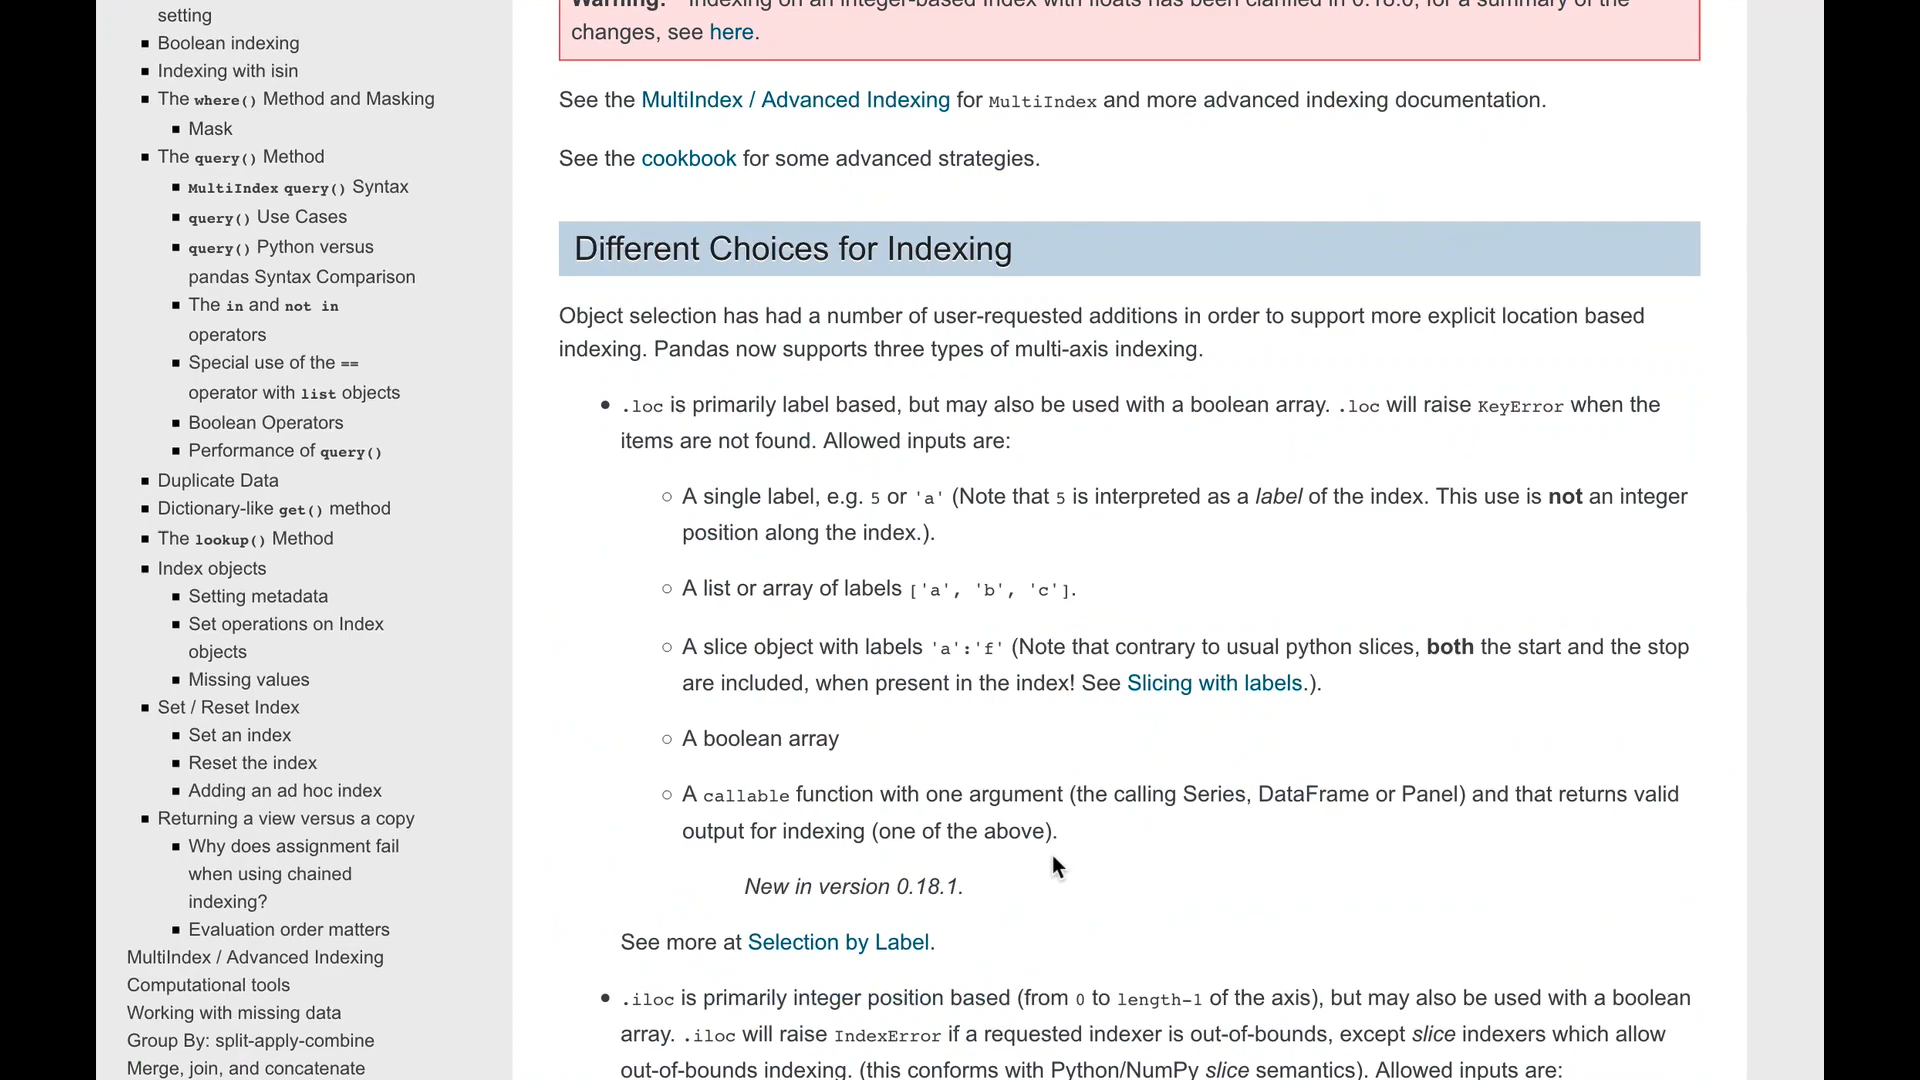 setting
Boolean indexing
Indexing with isin
The where() Method and Masking
Mask
The query() Method
MultiIndex query() Syntax
query() Use Cases
query() Python versus
pandas Syntax Comparison
The in and not in
operators
Special use of the ==
operator with list objects
Boolean Operators
Performance of query()
Duplicate Data
Dictionary-like get() method
The lookup() Method
Index objects
Setting metadata
Set operations on Index
objects
Missing values
Set / Reset Index
Set an index
Reset the index
Adding an ad hoc index
Returning a view versus a copy
Why does assignment fail
when using chained
indexing?
Evaluation order matters
MultiIndex / Advanced Indexing
Computational tools
Working with missing data
Group By: split-apply-combine
Merge, join, and concatenate
Warning: Indexing on an integer-based Index with floats has been clarified in 0.18.0, for a summary of the
changes, see here.
See the MultiIndex / Advanced Indexing for MultiIndex and more advanced indexing documentation.
See the cookbook for some advanced strategies.
Different Choices for Indexing
Object selection has had a number of user-requested additions in order to support more explicit location based
indexing. Pandas now supports three types of multi-axis indexing.
.loc is primarily label based, but may also be used with a boolean array. .loc will raise KeyError when the
items are not found. Allowed inputs are:
A single label, e.g. 5 or 'a' (Note that 5 is interpreted as a label of the index. This use is not an integer
position along the index.).
A list or array of labels ['a', 'b', 'c'].
A slice object with labels 'a':'f' (Note that contrary to usual python slices, both the start and the stop
are included, when present in the index! See Slicing with labels.).
A boolean array
A callable function with one argument (the calling Series, DataFrame or Panel) and that returns valid
output for indexing (one of the above).
New in version 0.18.1.
See more at Selection by Label.
.iloc is primarily integer position based (from 0 to length-1 of the axis), but may also be used with a boolean
array. .iloc will raise IndexError if a requested indexer is out-of-bounds, except slice indexers which allow
out-of-bounds indexing. (this conforms with Python/NumPy slice semantics). Allowed inputs are: